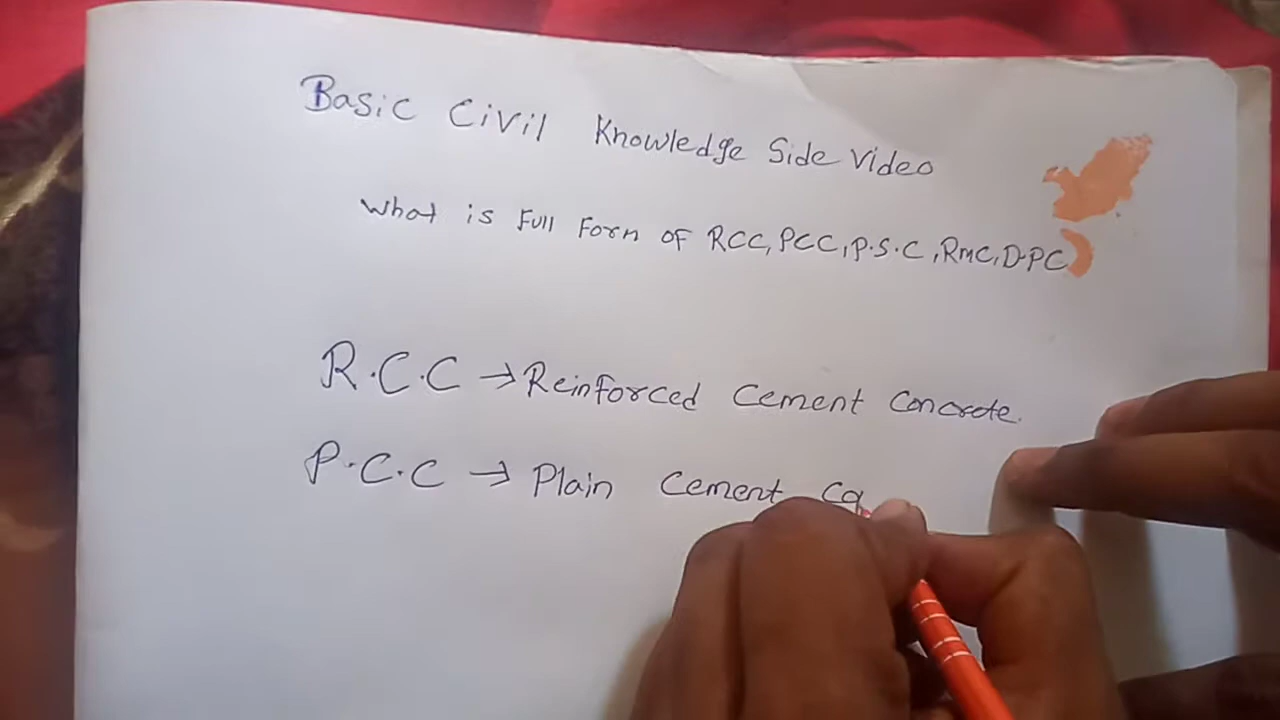 Basic Civil Knowledge Side Video
What is Full Form OF RCC, PCC, P.S.C, RMC, D.PC
R.C.C → Reinforced Cement Concrete.
P.C.C → Plain Cement Co